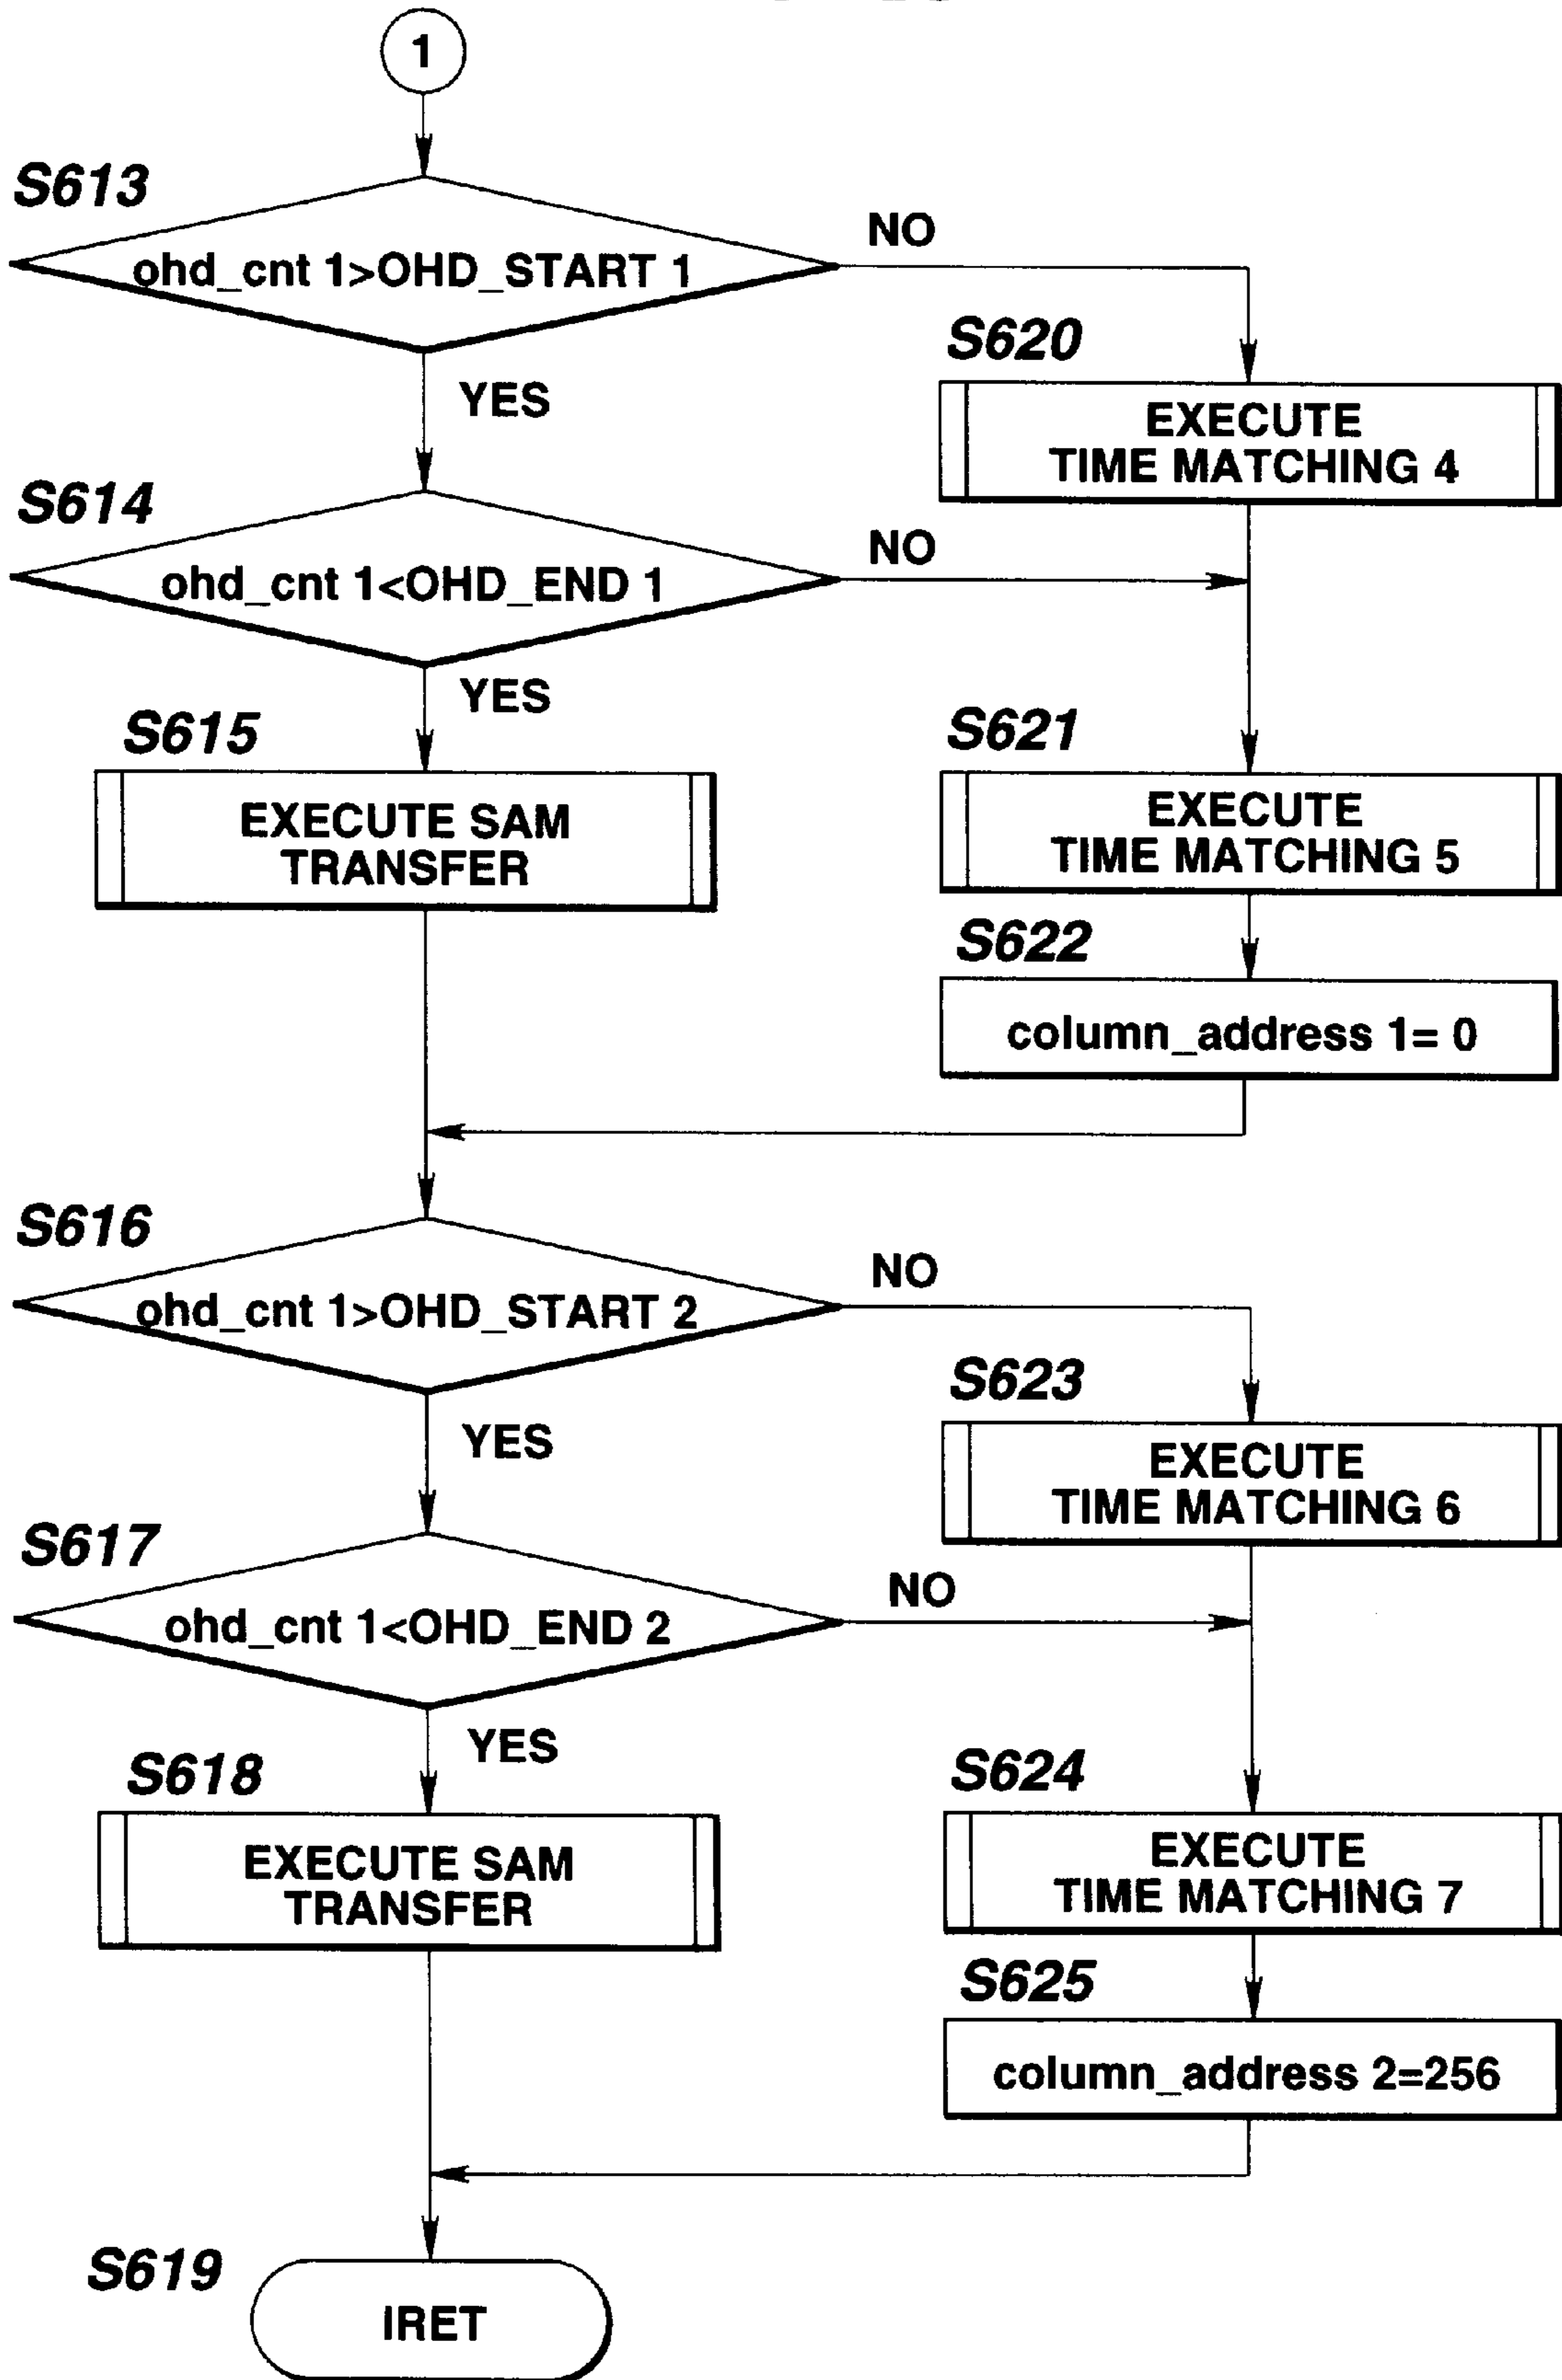 1
S613
ohd_cnt 1>OHD_START 1
NO
YES
S620
EXECUTE
TIME MATCHING 4
S614
ohd_cnt 1<OHD_END 1
NO
YES
S615
EXECUTE SAM
TRANSFER
S621
EXECUTE
TIME MATCHING 5
S622
column_address 1= 0
S616
ohd_cnt 1>OHD_START 2
NO
YES
S623
EXECUTE
TIME MATCHING 6
S617
ohd_cnt 1<OHD_END 2
NO
YES
S618
EXECUTE SAM
TRANSFER
S624
EXECUTE
TIME MATCHING 7
S625
column_address 2=256
S619
IRET